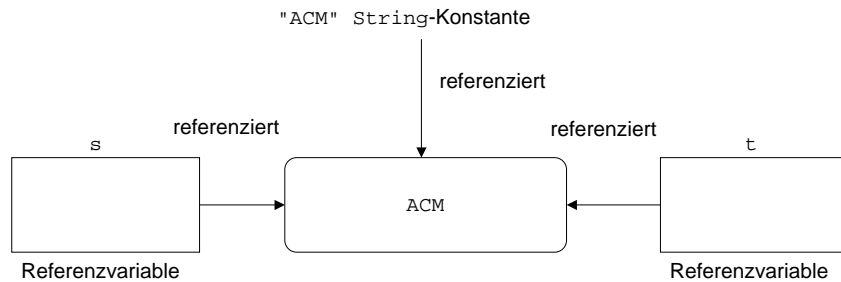 "ACM" String-Konstante
referenziert
referenziert
referenziert
s
t
ACM
Referenzvariable
Referenzvariable